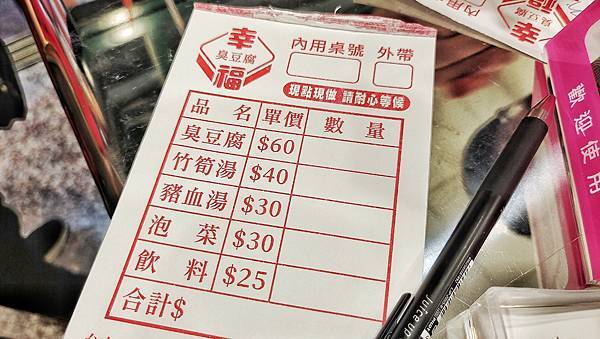 幸福
臭豆腐
內用桌號 外帶
現點現做 請耐心等候
品名 單價 數量
臭豆腐 $60
竹筍湯 $40
豬血湯 $30
泡菜 $30
飲料 $25
合計$
歡迎使用
Juice up